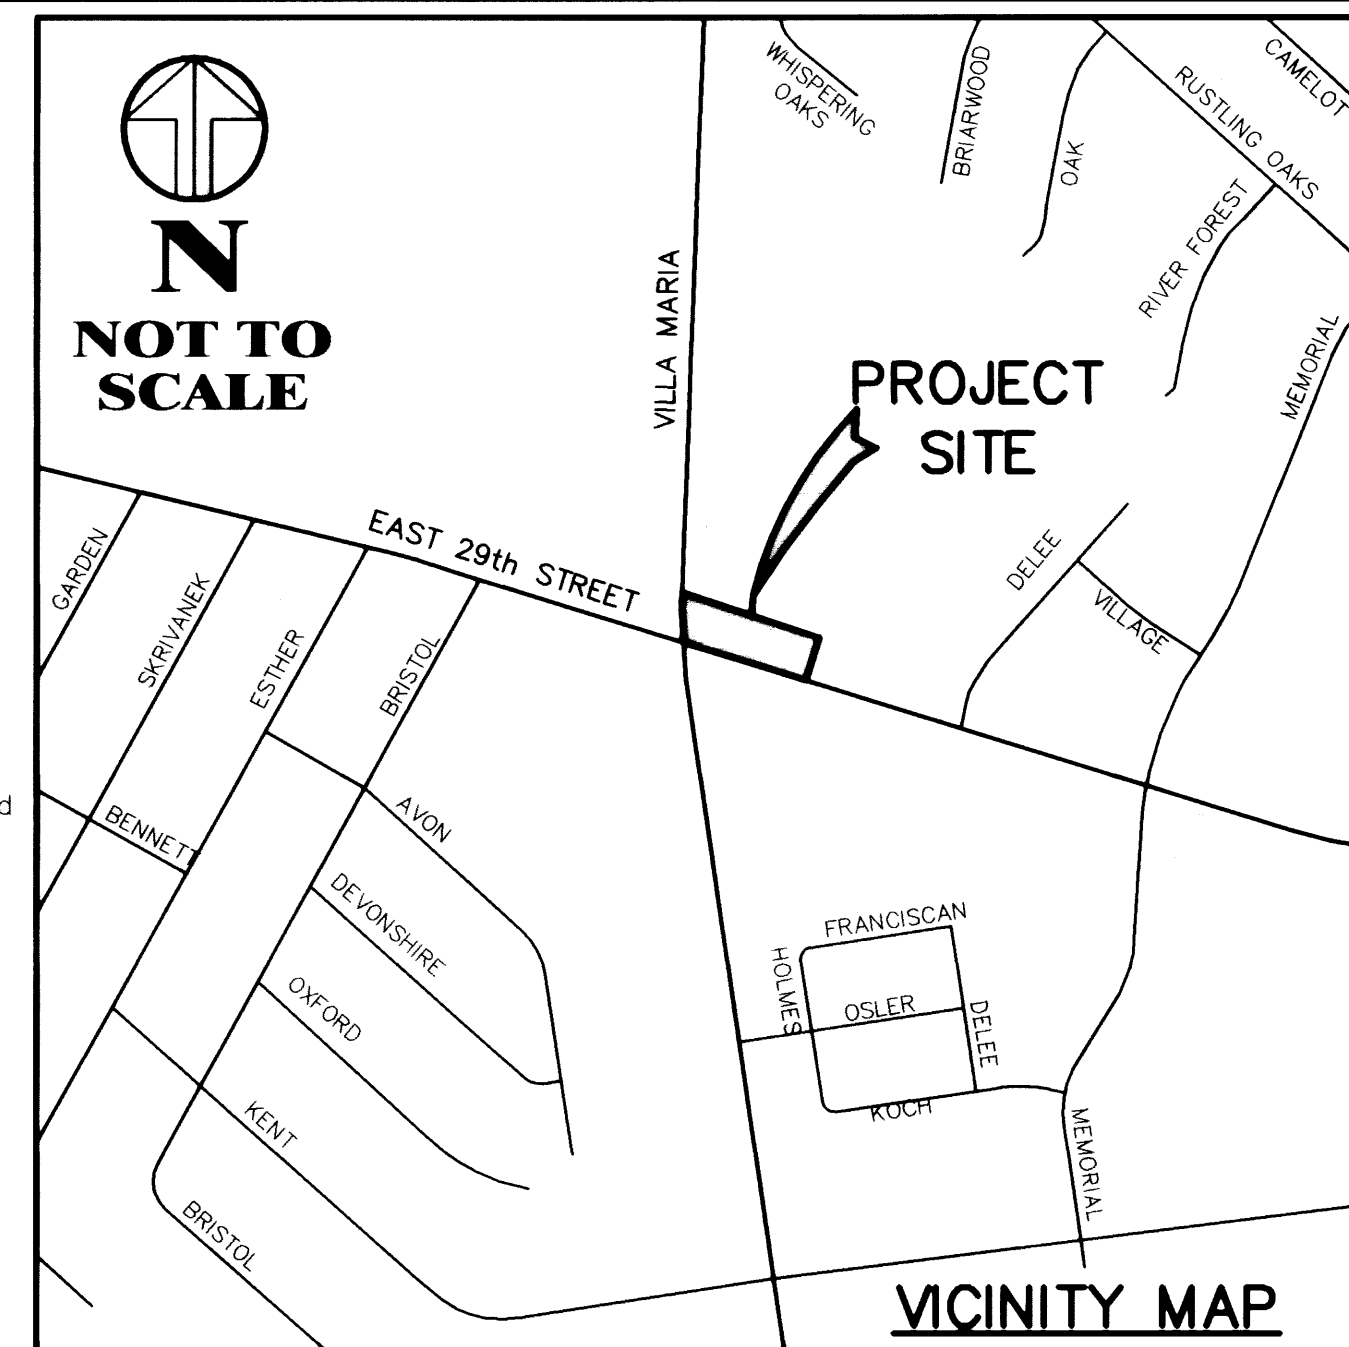 N
NOT TO
SCALE
WHISPERING
OAKS
BRIARWOOD
OAK
RUSTLING OAKS
CAMELOT
RIVER FOREST
MEMORIAL
VILLA MARIA
PROJECT
SITE
EAST 29th STREET
GARDEN
SKRIVANEK
ESTHER
BRISTOL
DELEE
VILLAGE
d
BENNETT
AVON
DEVONSHIRE
OXFORD
KENT
BRISTOL
FRANCISCAN
HOLMES
OSLER
DELEE
KOCH
MEMORIAL
VICINITY MAP